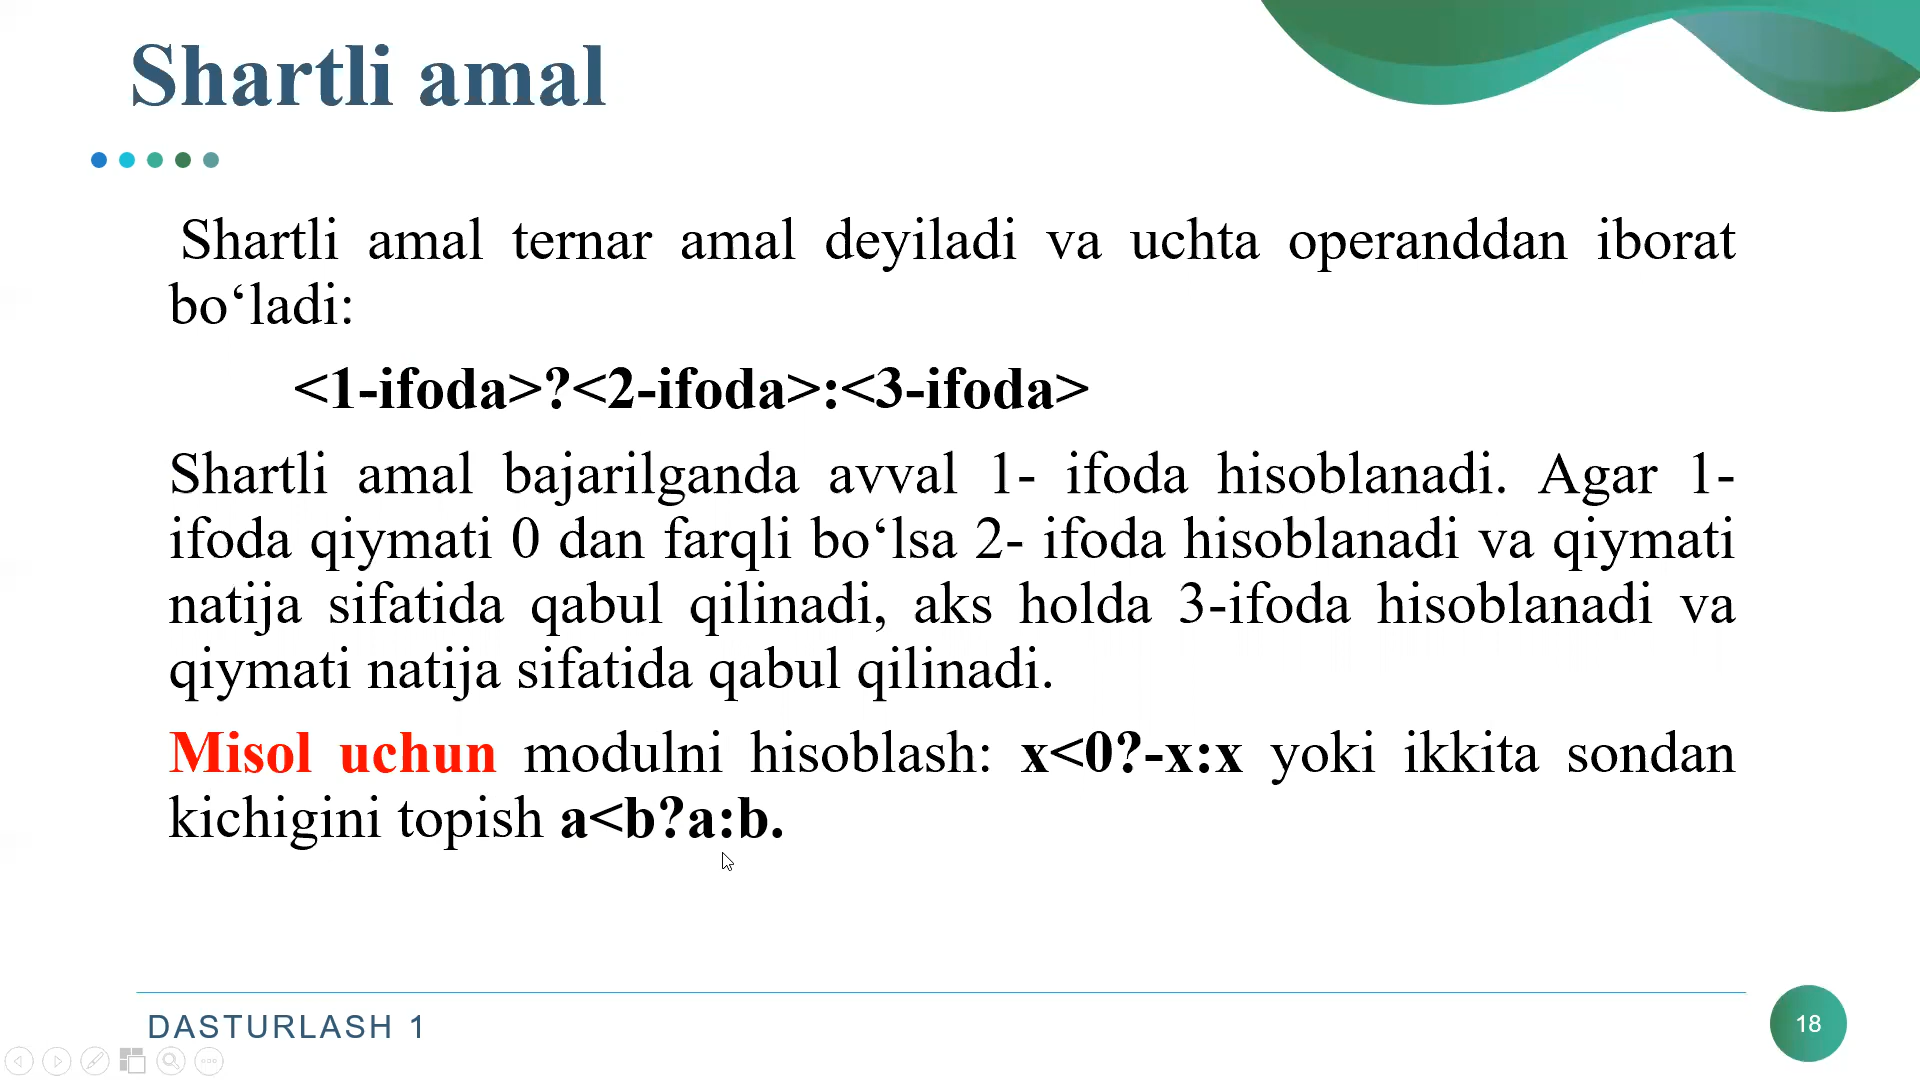 Shartli amal
Shartli amal ternar amal deyiladi va uchta operanddan iborat
bo‘ladi:
<1-ifoda>?<2-ifoda>:<3-ifoda>
Shartli amal bajarilganda avval 1- ifoda hisoblanadi. Agar 1-
ifoda qiymati 0 dan farqli bo‘lsa 2- ifoda hisoblanadi va qiymati
natija sifatida qabul qilinadi, aks holda 3-ifoda hisoblanadi va
qiymati natija sifatida qabul qilinadi.
Misol uchun modulni hisoblash: x<0?-x:x yoki ikkita sondan
kichigini topish a<b?a:b.
DASTURLASH 1
18